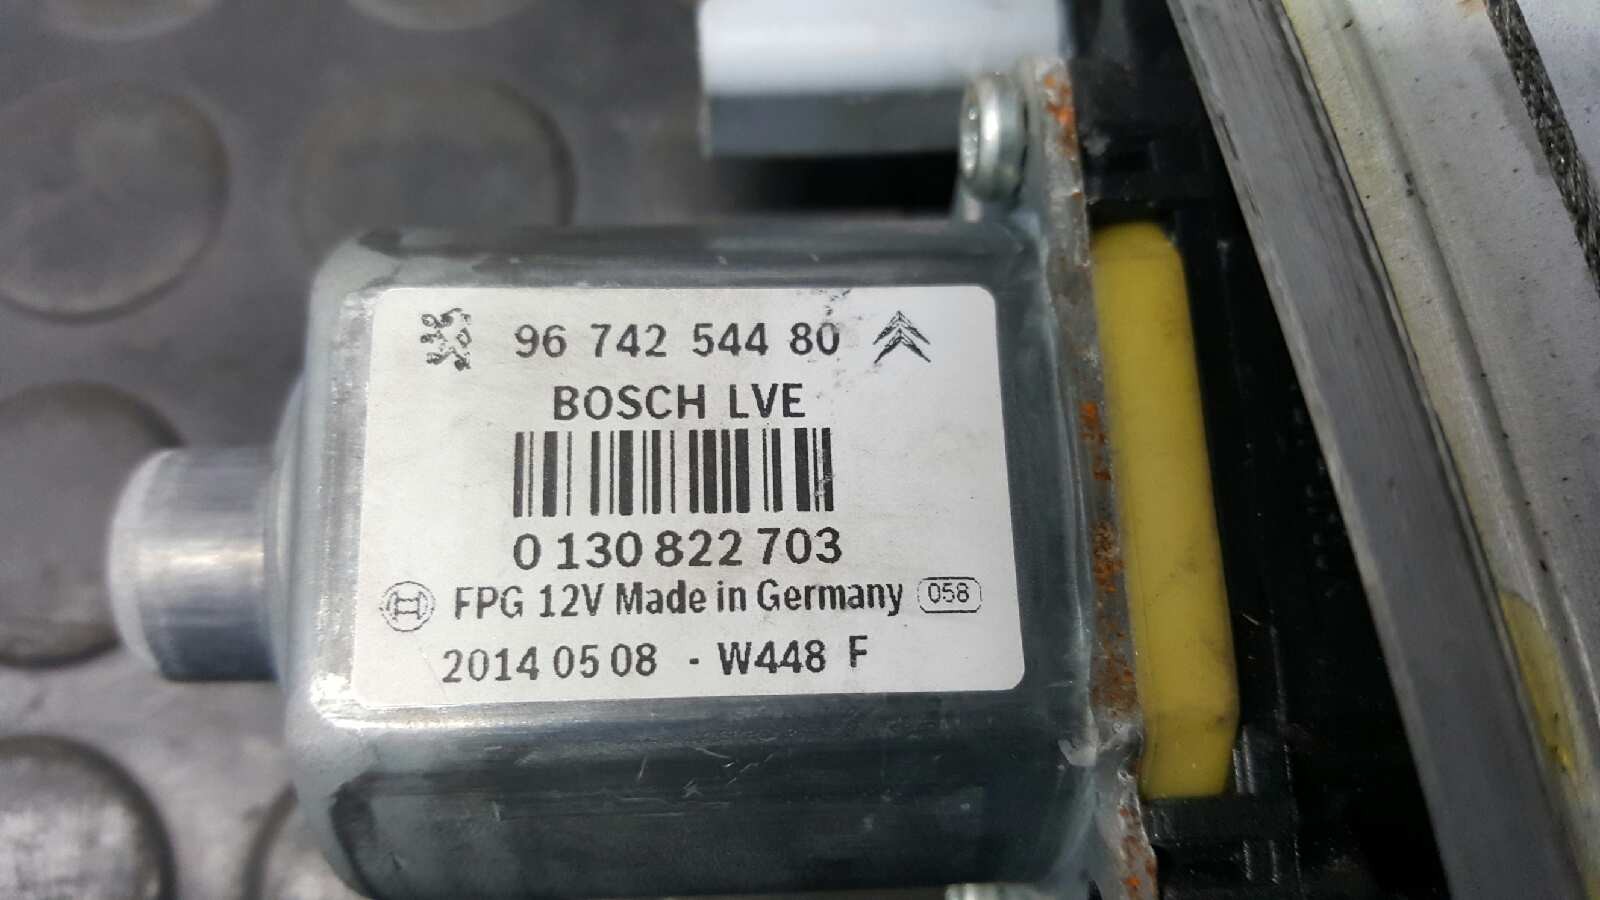 96 742 544 80
BOSCH LVE
0 130 822 703
FPG 12V Made in Germany 058
2014 05 08 - W448 F